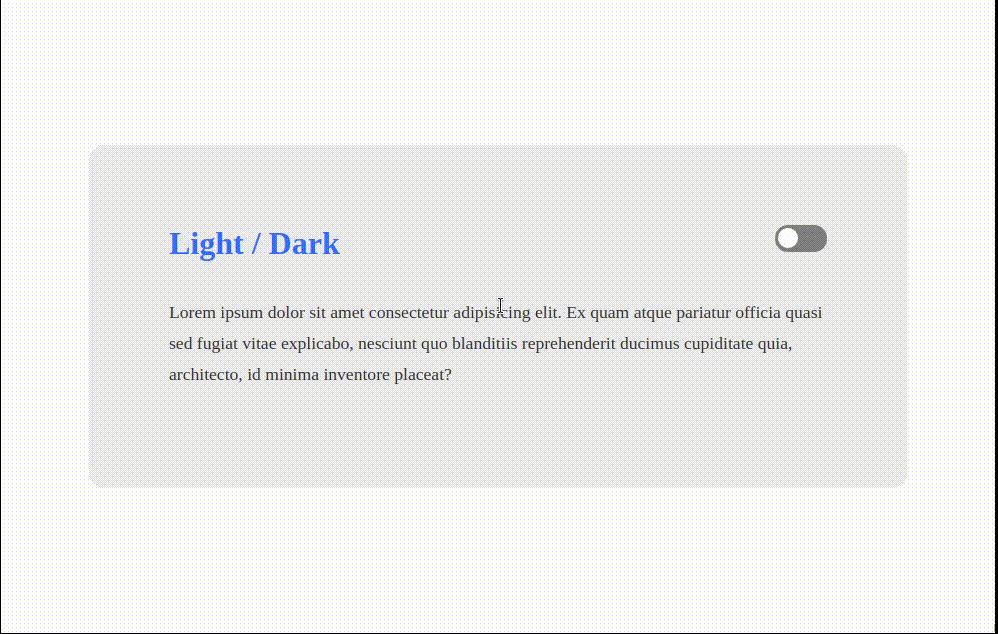 Light / Dark
Lorem ipsum dolor sit amet consectetur adipisicing elit. Ex quam atque pariatur officia quasi
sed fugiat vitae explicabo, nesciunt quo blanditiis reprehenderit ducimus cupiditate quia,
architecto, id minima inventore placeat?